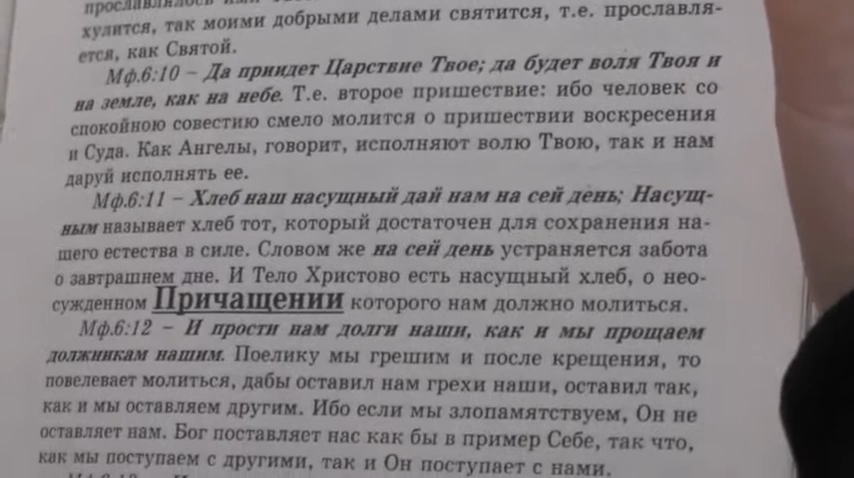 хулится, так моими добрыми делами святится, т.е. прославля-
ется, как Святой.
Мф.6:10 – Да приидет Царствие Твое; да будет воля Твоя и
на земле, как на небе. Т.е. второе пришествие: ибо человек со
спокойною совестию смело молится о пришествии воскресения
и Суда. Как Ангелы, говорит, исполняют волю Твою, так и нам
даруй исполнять ее.
Мф.6:11 – Хлеб наш насущный дай нам на сей день; Насущ-
ным называет хлеб тот, который достаточен для сохранения на-
шего естества в силе. Словом же на сей день устраняется забота
о завтрашнем дне. И Тело Христово есть насущный хлеб, о нео-
сужденном Причащении которого нам должно молиться.
Мф.6:12 – И прости нам долги наши, как и мы прощаем
должникам нашим. Поелику мы грешим и после крещения, то
повелевает молиться, дабы оставил нам грехи наши, оставил так,
как и мы оставляем другим. Ибо если мы злопамятствуем, Он не
оставляет нам. Бог поставляет нас как бы в пример Себе, так что,
как мы поступаем с другими, так и Он поступает с нами.